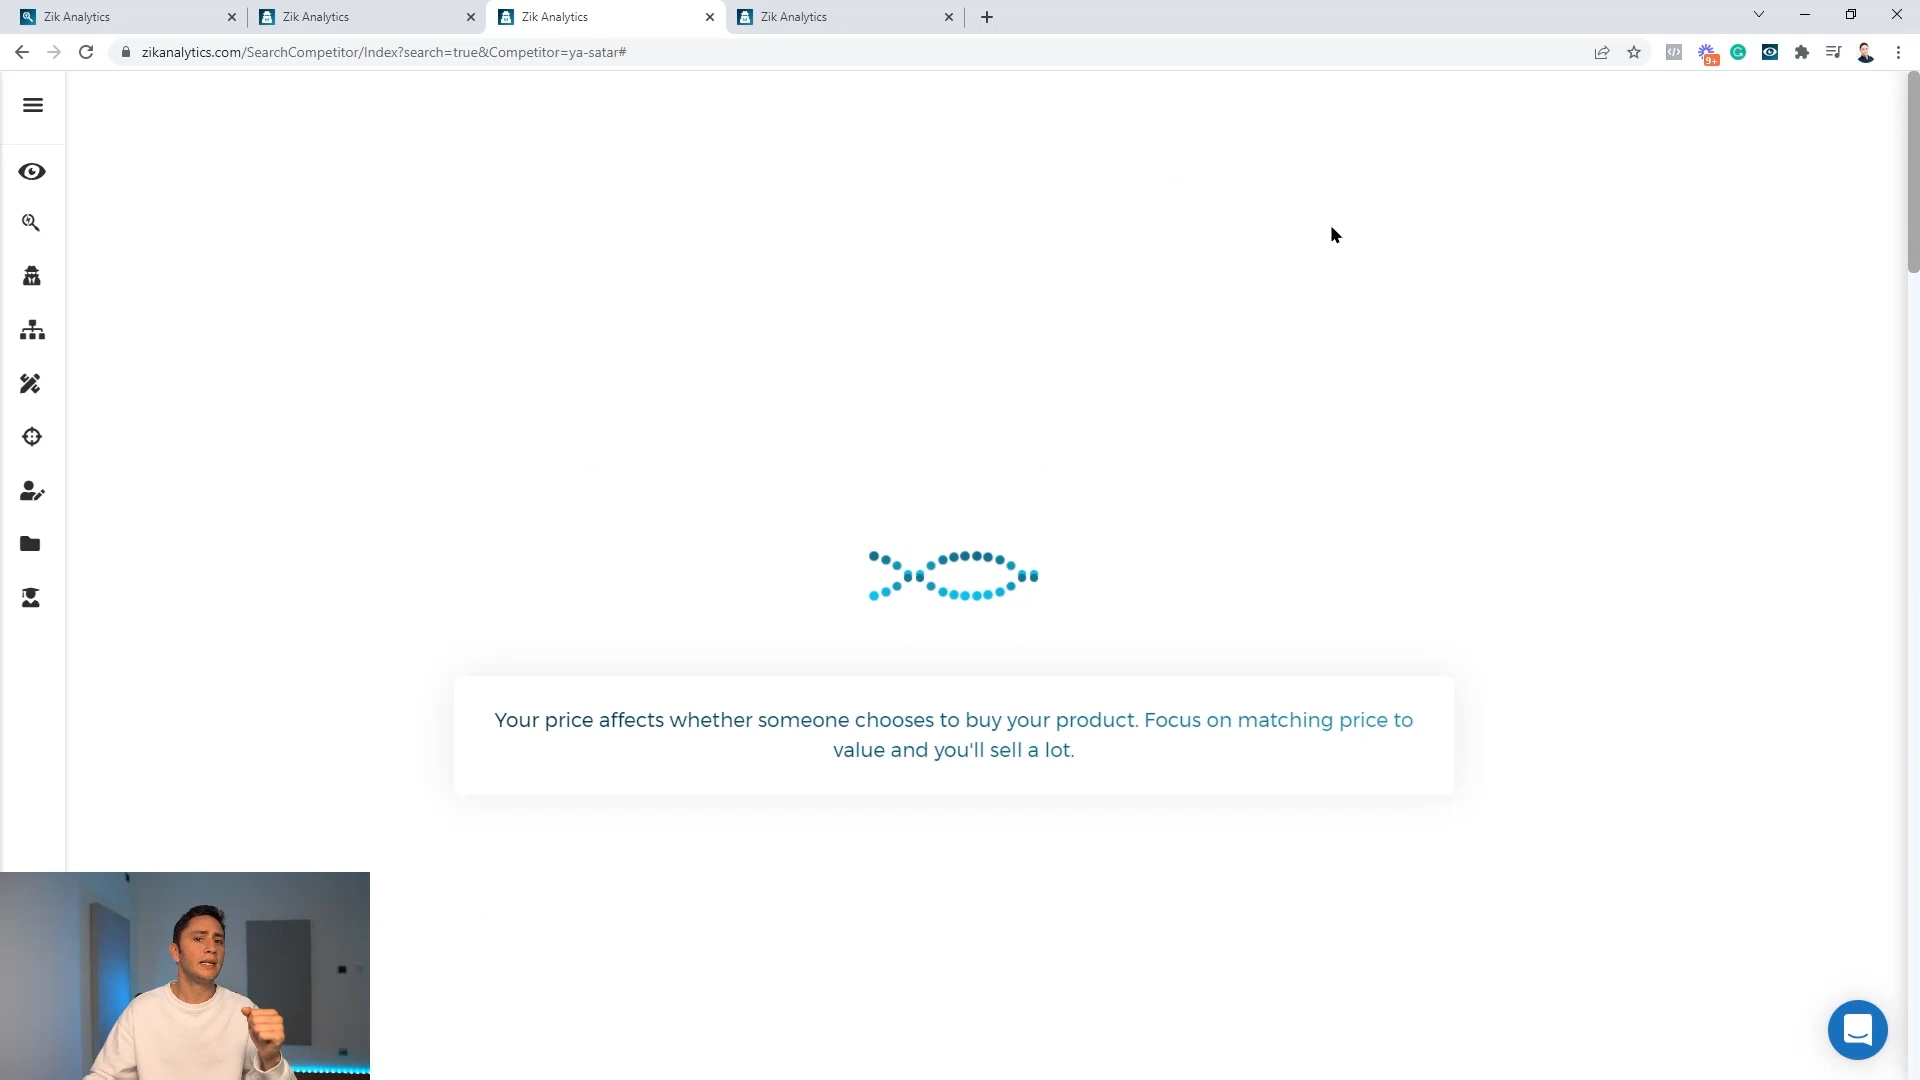 Zik Analytics
Zik Analytics
Zik Analytics
Zik Analytics
zikanalytics.com/SearchCompetitor/Index?search=true&Competitor=ya-satar#
9+
Your price affects whether someone chooses to buy your product. Focus on matching price to
value and you'll sell a lot.